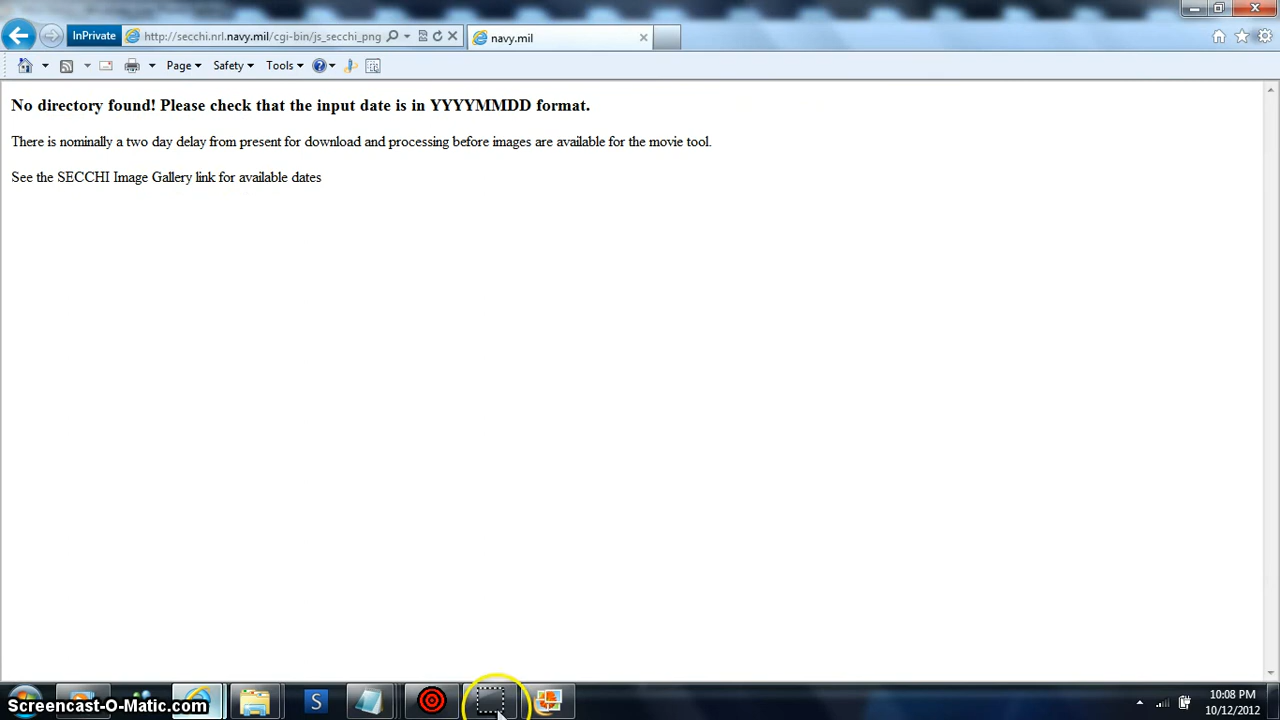 InPrivate
http://secchi.nrl.navy.mil/cgi-bin/js_secchi_png
navy.mil
Page
Safety
Tools
No directory found! Please check that the input date is in YYYYMMDD format.
There is nominally a two day delay from present for download and processing before images are available for the movie tool.
See the SECCHI Image Gallery link for available dates
S
Screencast-O-Matic.com
10:08 PM
10/12/2012